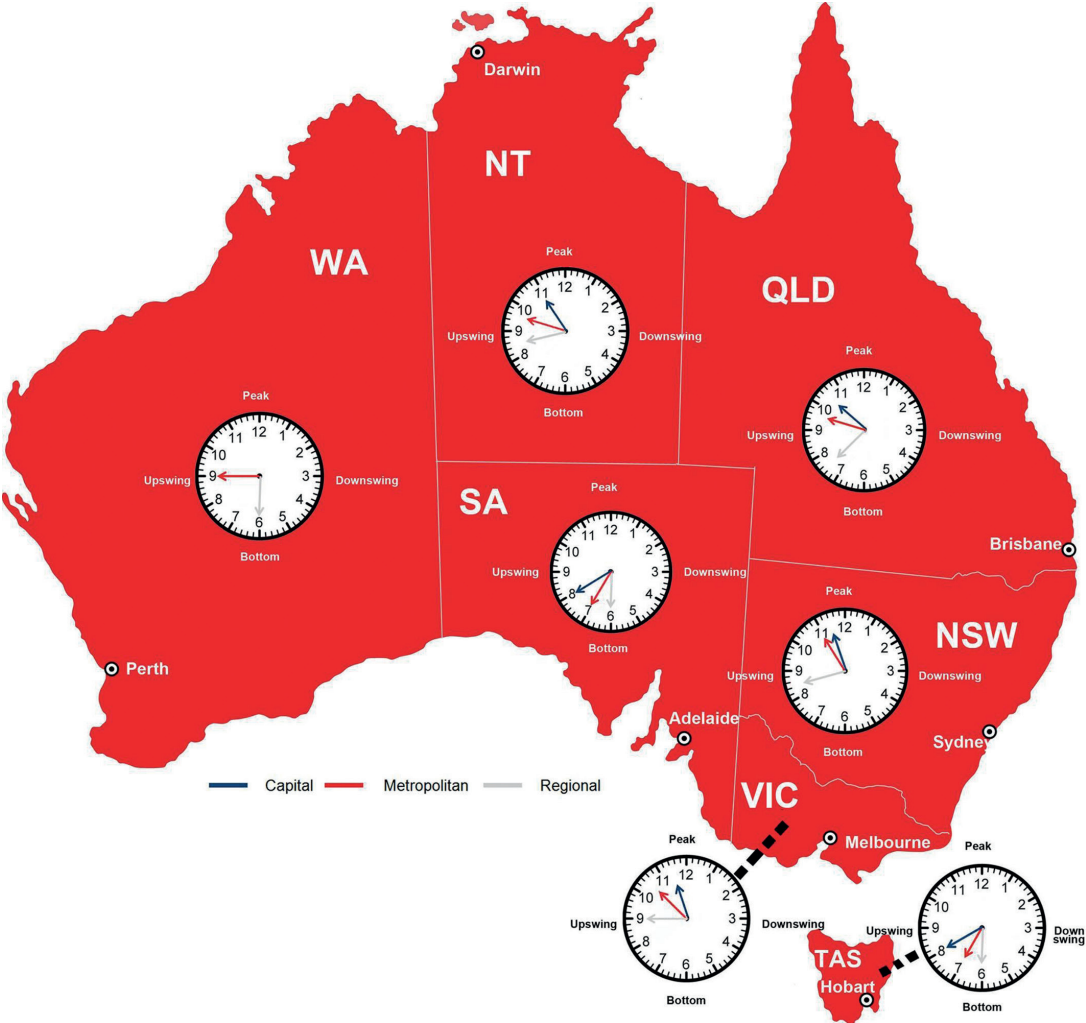 Darwin
NT
WA
QLD
Peak
12
11
1
10
2
Upswing
9
3
Downswing
8
4
7
5
6
Bottom
Peak
12
11
1
10
2
Upswing
9
3
Downswing
8
4
7
5
6
Bottom
Peak
12
11
1
10
2
Upswing
9
3
Downswing
8
4
7
5
6
Bottom
SA
Peak
12
11
1
10
2
Upswing
9
3
Downswing
8
4
7
5
6
Bottom
Brisbane
NSW
Peak
12
11
1
10
2
Upswing
9
3
Downswing
8
4
7
5
6
Bottom
Perth
Adelaide
Sydney
Capital Metropolitan Regional
VIC
Melbourne
Peak
12
11
1
10
2
Upswing
9
3
Downswing
8
4
7
5
6
Bottom
Peak
12
11
1
10
2
Upswing
9
3
Down
swing
8
4
7
5
6
Bottom
TAS
Hobart